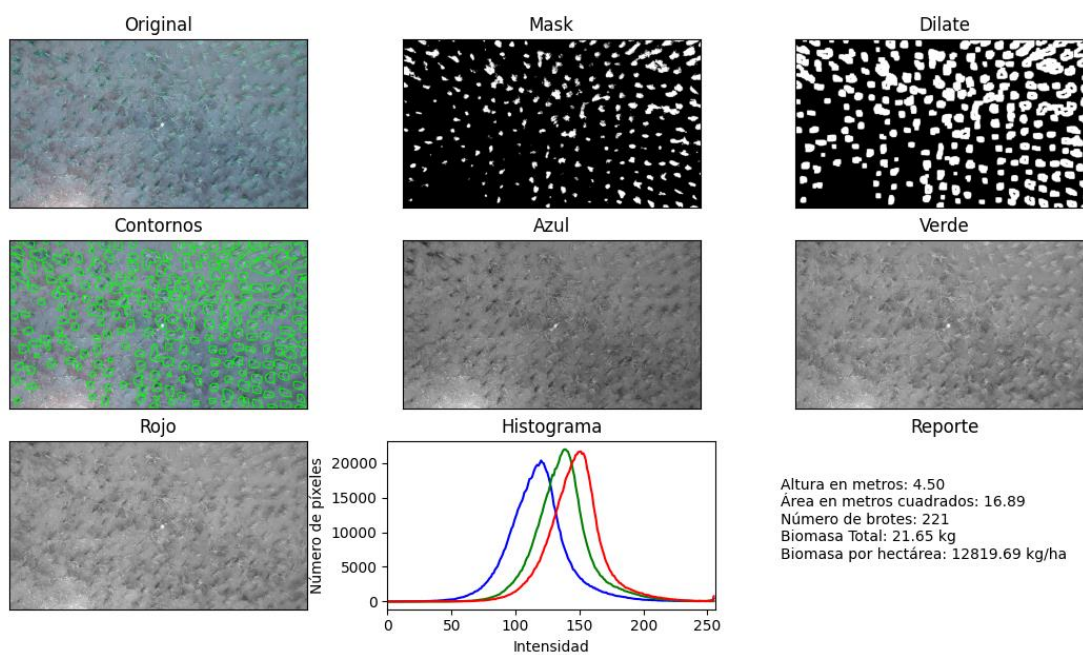 Original
Mask
Dilate
Contornos
Azul
Verde
Rojo
Histograma
Reporte
Número de píxeles
20000
15000
10000
5000
0
0
50
100
150
200
250
Intensidad
Altura en metros: 4.50
Área en metros cuadrados: 16.89
Número de brotes: 221
Biomasa Total: 21.65 kg
Biomasa por hectárea: 12819.69 kg/ha